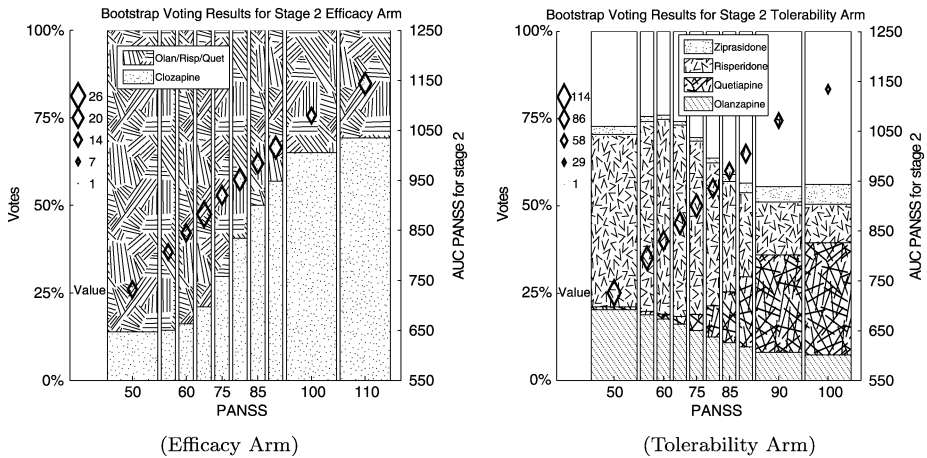 Bootstrap Voting Results for Stage 2 Efficacy Arm
100%
75%
50%
25%
0%
Votes
26
20
14
7
1
Value
Olan/Risp/Quet
Clozapine
1250
1150
1050
950
850
750
650
550
AUC PANSS for stage 2
50
60
75
85
100
110
PANSS
(Efficacy Arm)
Bootstrap Voting Results for Stage 2 Tolerability Arm
100%
75%
50%
25%
0%
Votes
114
86
58
29
1
Value
Ziprasidone
Risperidone
Quetiapine
Olanzapine
1250
1150
1050
950
850
750
650
550
AUC PANSS for stage 2
50
60
75
85
90
100
PANSS
(Tolerability Arm)